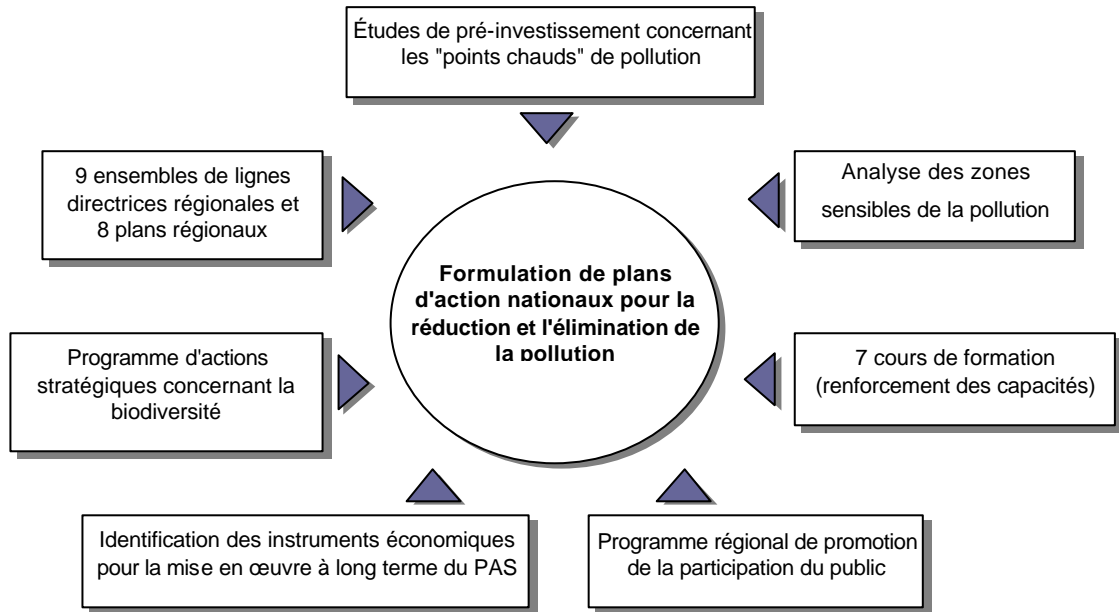 Études de pré-investissement concernant
les "points chauds" de pollution
9 ensembles de lignes
directrices régionales et
8 plans régionaux
Analyse des zones
sensibles de la pollution
Formulation de plans
d'action nationaux pour la
réduction et l'élimination de
la pollution
Programme d'actions
stratégiques concernant la
biodiversité
7 cours de formation
(renforcement des capacités)
Identification des instruments économiques
pour la mise en œuvre à long terme du PAS
Programme régional de promotion
de la participation du public